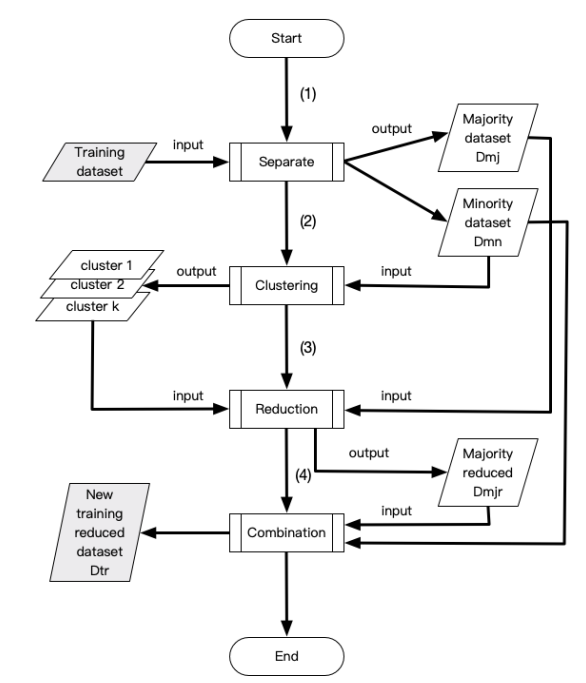 Start
(1)
input
Training
dataset
Separate
output
Majority
dataset
Dmj
(2)
Minority
dataset
Dmn
cluster 1
cluster 2
cluster k
output
Clustering
input
(3)
input
Reduction
input
(4)
output
Majority
reduced
Dmjr
New
training
reduced
dataset
Dtr
Combination
input
End